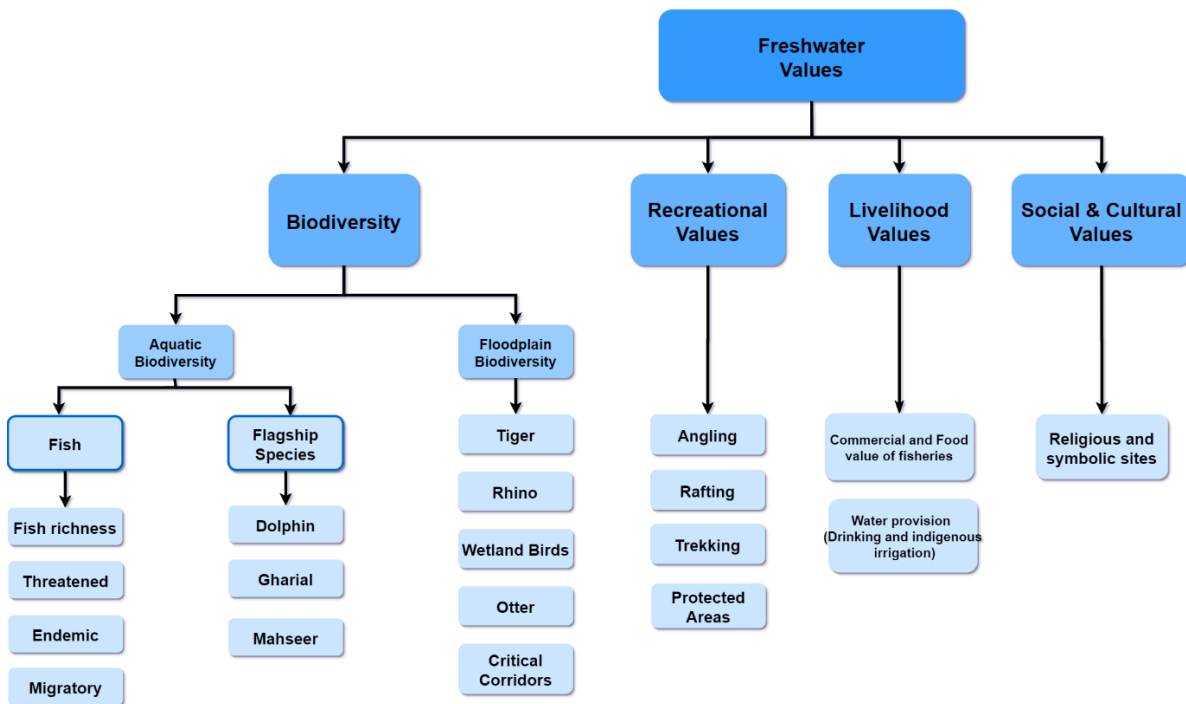 Freshwater
Values
Biodiversity
Recreational
Values
Livelihood
Values
Social & Cultural
Values
Aquatic
Biodiversity
Floodplain
Biodiversity
Fish
Flagship
Species
Tiger
Angling
Commercial and Food
value of fisheries
Religious and
symbolic sites
Fish richness
Dolphin
Rhino
Rafting
Water provision
(Drinking and indigenous
irrigation)
Threatened
Gharial
Wetland Birds
Trekking
Endemic
Mahseer
Otter
Protected
Areas
Migratory
Critical
Corridors